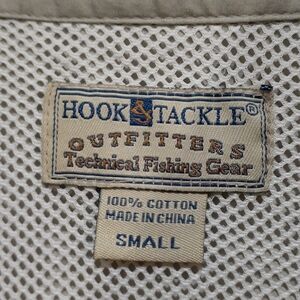 HOOK & TACKLE®
OUTFITTERS
Technical Fishing Gear
100% COTTON
MADE IN CHINA
SMALL